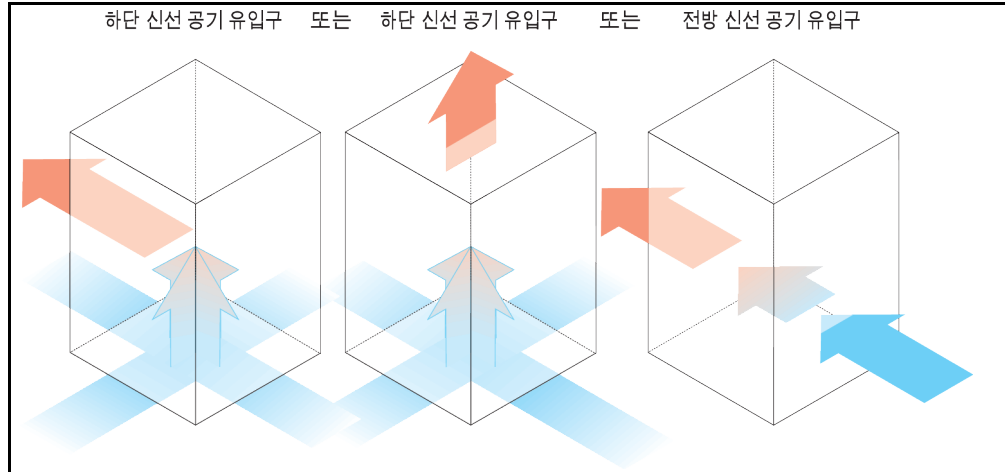 하단 신선 공기 유입구 또는 하단 신선 공기 유입구 또는 전방 신선 공기 유입구